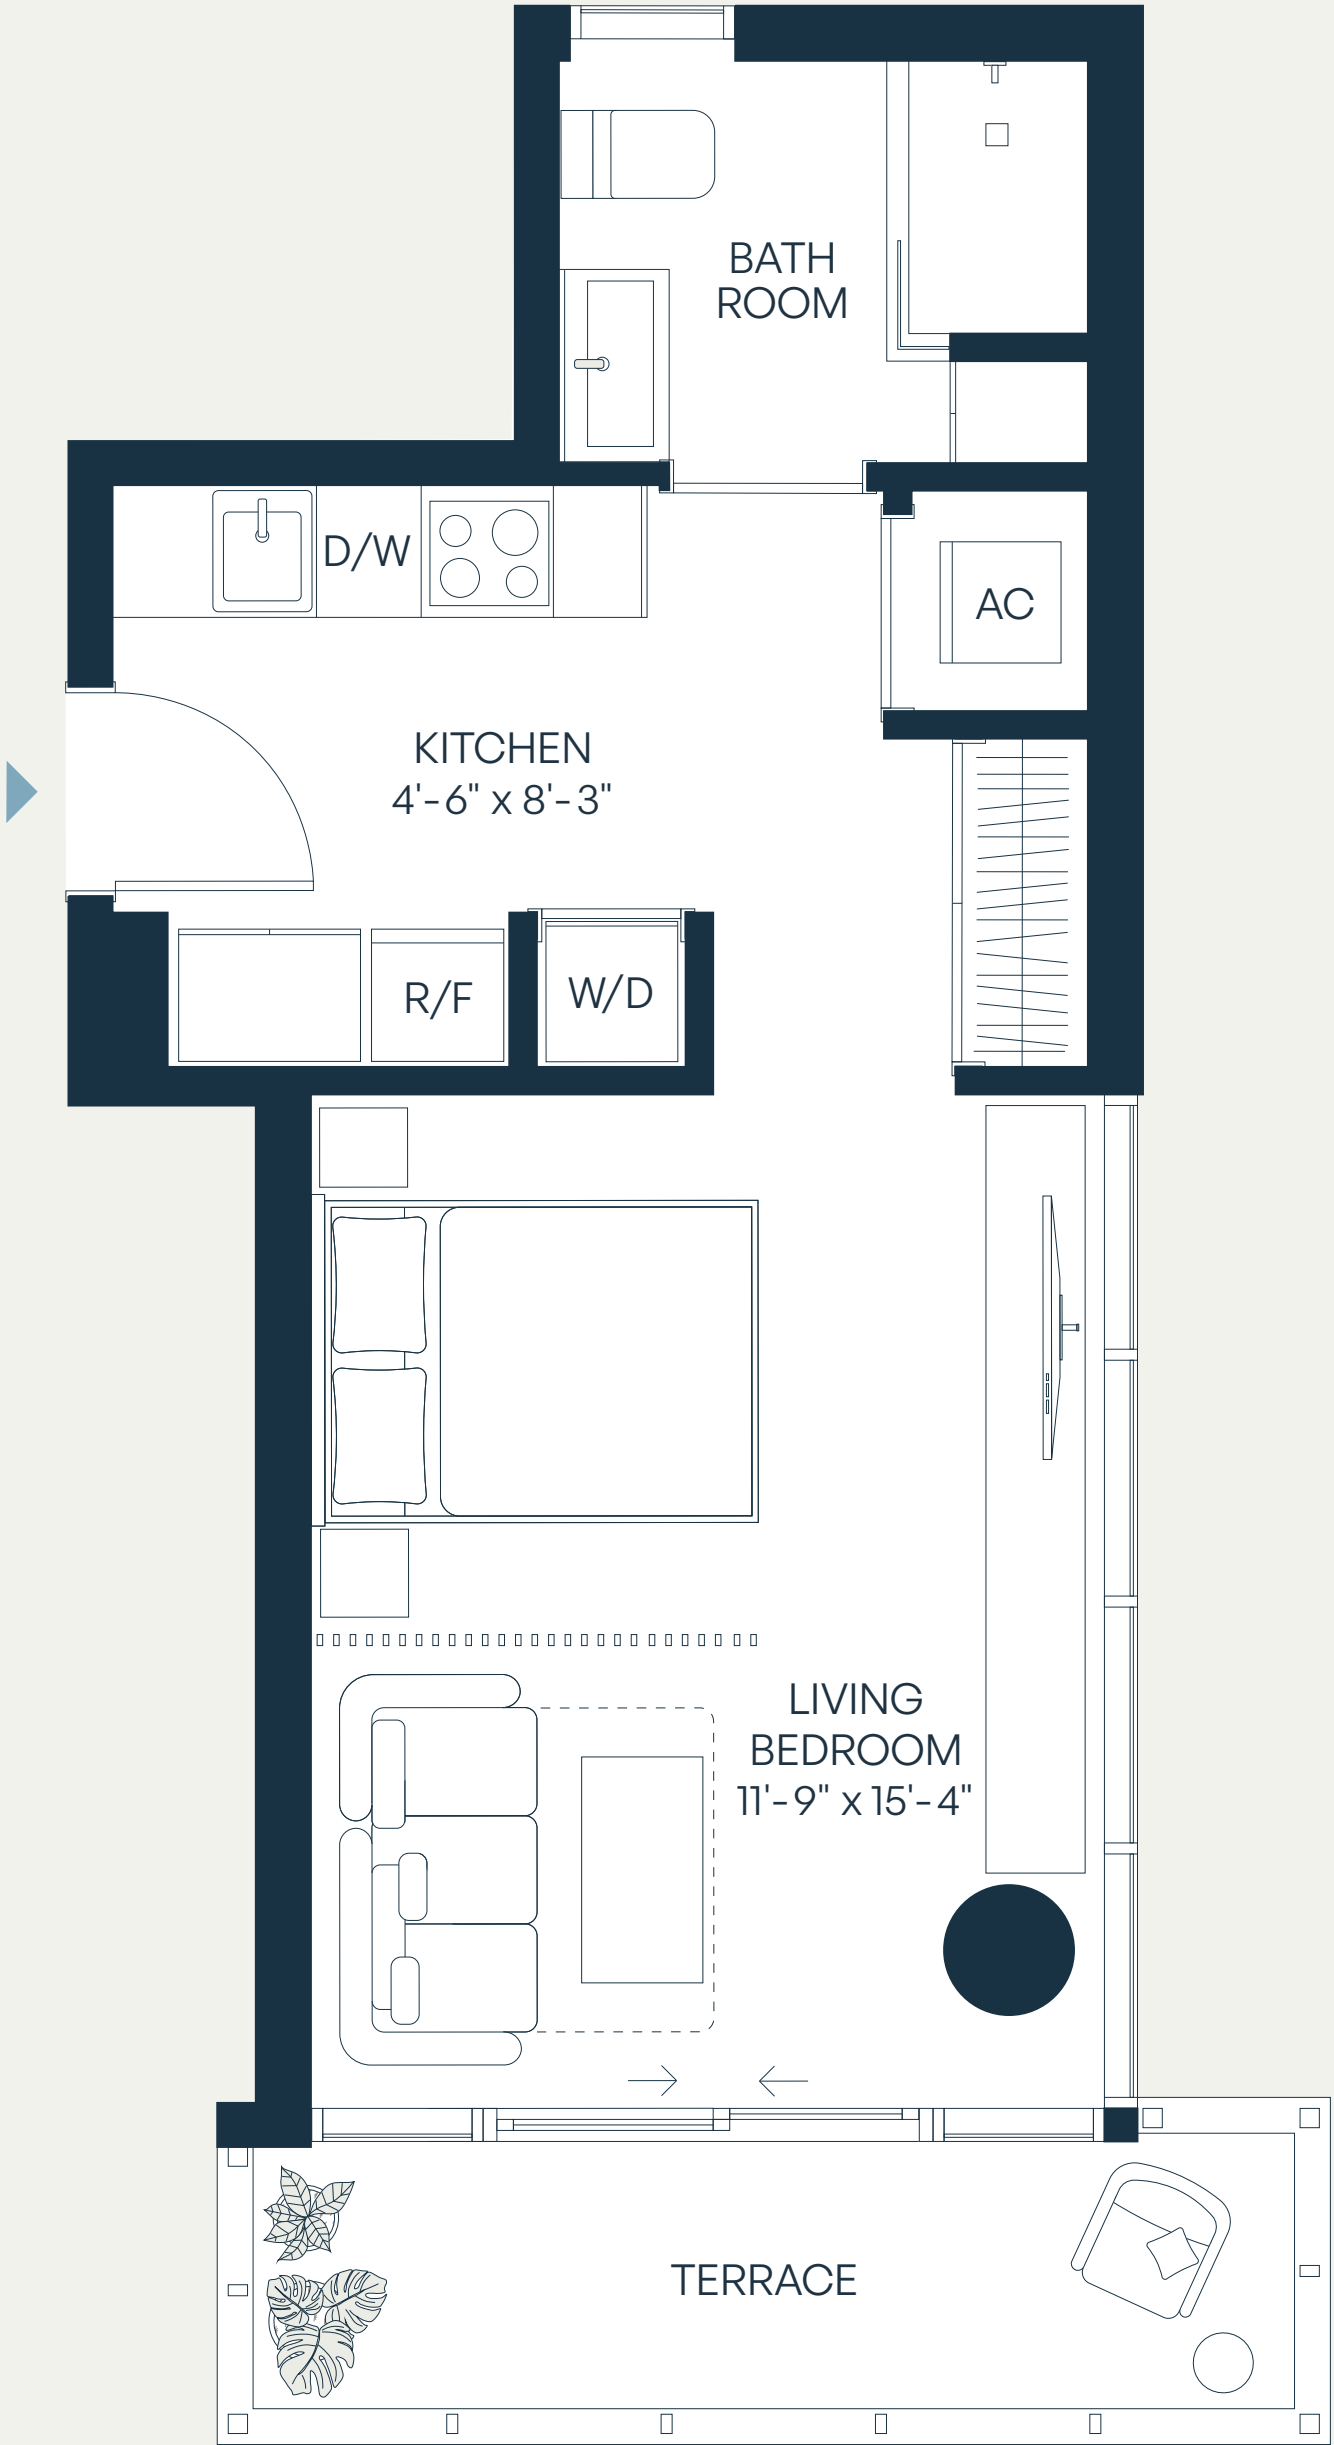 BATH
ROOM
D/W
AC
KITCHEN
4'-6" x 8'-3"
R/F
W/D
LIVING
BEDROOM
11'-9" x 15'-4"
TERRACE